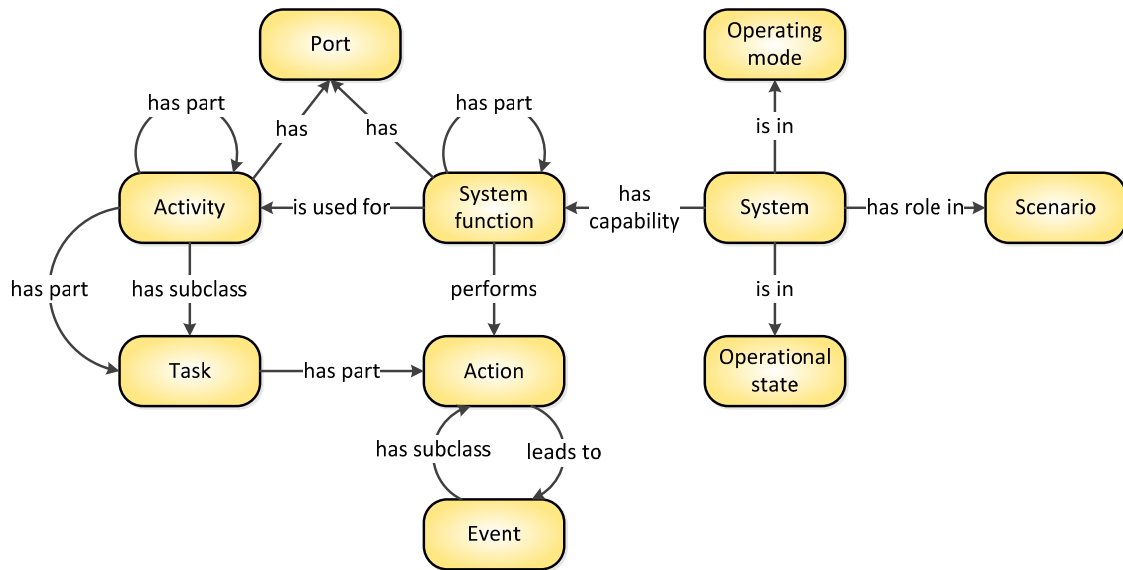 Port
Operating
mode
has part
has part
has
has
is in
Activity
is used for
System
function
has
capability
System
has role in
Scenario
has part
has subclass
performs
is in
Task
has part
Action
Operational
state
has subclass
leads to
Event